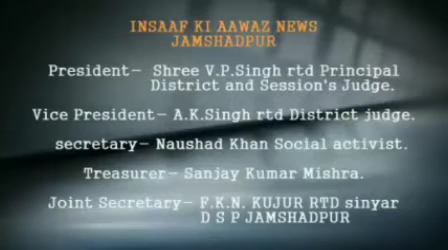 INSAAF KI AAWAZ NEWS
JAMSHADPUR
President- Shree V.P.Singh rtd Principal
District and Session's Judge.
Vice President- A.K.Singh rtd District judge.
secretary- Naushad Khan Social activist.
Treasurer- Sanjay Kumar Mishra.
Joint Secretary- F.K.N. KUJUR RTD sinyar
D S P JAMSHADPUR